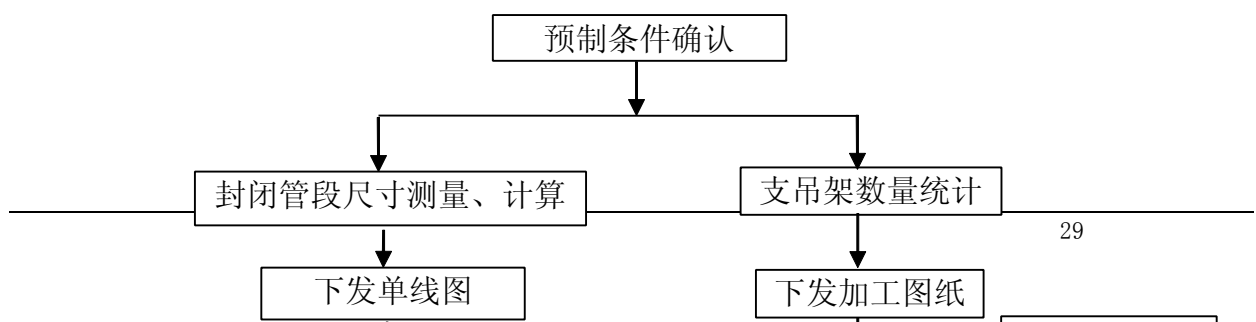 预制条件确认
封闭管段尺寸测量、计算
支吊架数量统计
29
下发单线图
下发加工图纸